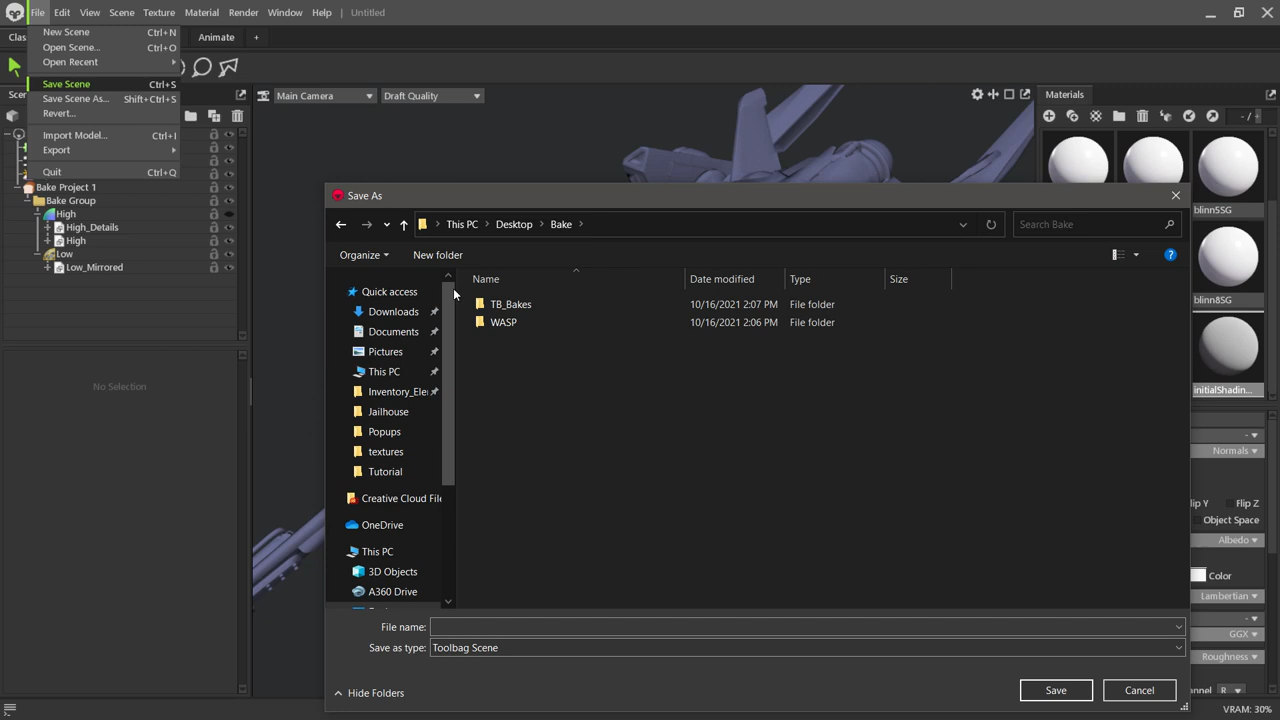 File Edit View Scene Texture Material Render Window Help | Untitled
Animate +
New Scene Ctrl+N
Open Scene... Ctrl+O
Open Recent
Save Scene Ctrl+S
Save Scene As... Shift+Ctrl+S
Revert...
Import Model... Ctrl+I
Export
Quit Ctrl+Q
Main Camera Draft Quality
Materials
- /
Bake Project 1
Bake Group
High
High_Details
High
Low
Low_Mirrored
No Selection
Save As
This PC Desktop Bake
Search Bake
Organize New folder
Name Date modified Type Size
TB_Bakes 10/16/2021 2:07 PM File folder
WASP 10/16/2021 2:06 PM File folder
Quick access
Downloads
Documents
Pictures
This PC
Jailhouse
Popups
textures
Tutorial
Creative Cloud File
OneDrive
This PC
3D Objects
A360 Drive
File name:
Save as type: Toolbag Scene
Hide Folders
Save Cancel
blinn5SG
blinn8SG
initialShadin...
Normals
Flip Z
Object Space
Albedo
Color
Lambertian
GGX
Roughness
R
VRAM: 30%